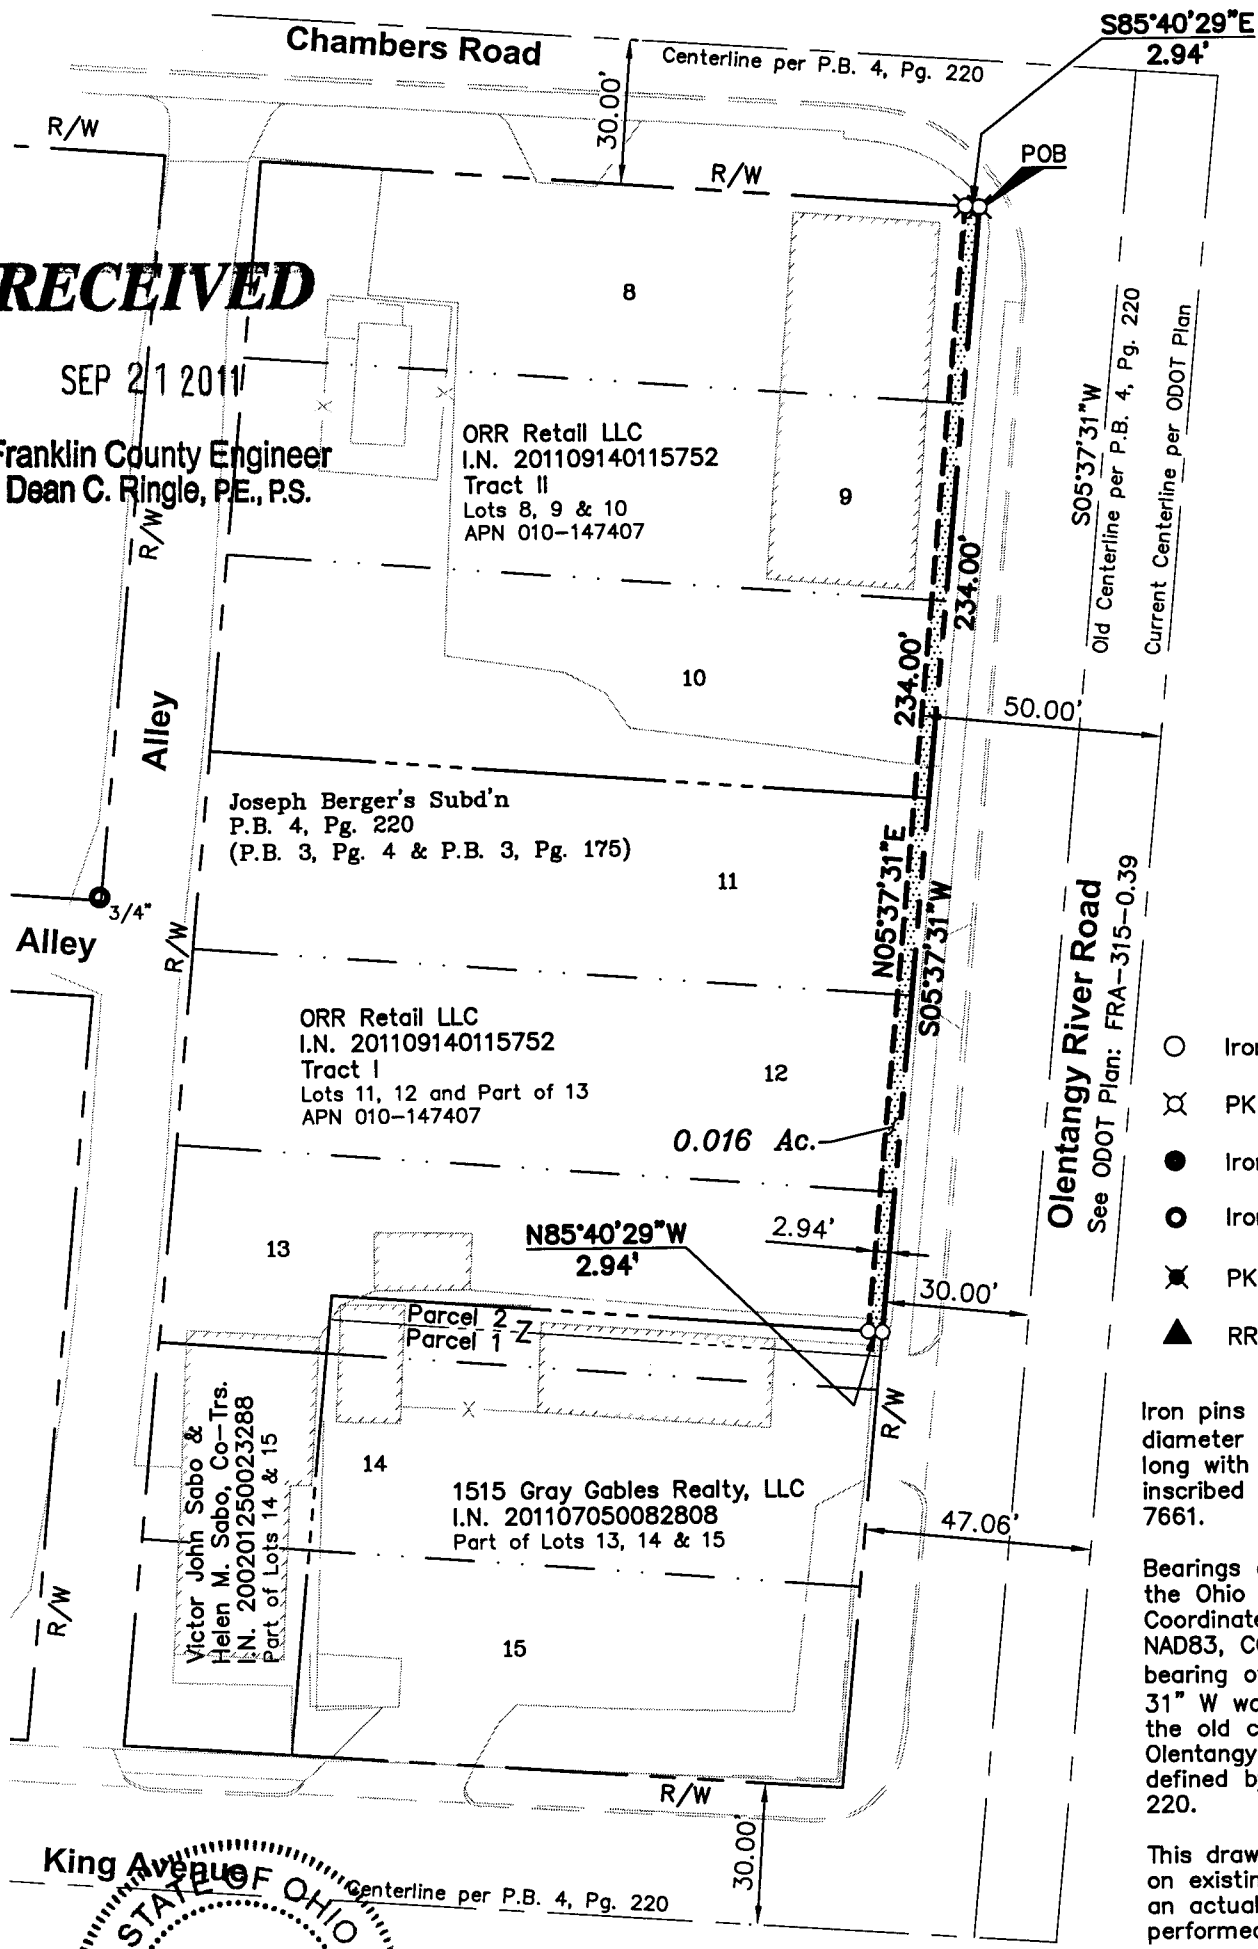 S85°40'29"E
2.94'
Chambers Road
Centerline per P.B. 4, Pg. 220
30.00'
R/W
R/W
POB
RECEIVED
SEP 21 2011
Franklin County Engineer
Dean C. Ringle, P.E., P.S.
R/W
8
ORR Retail LLC
I.N. 201109140115752
Tract II
Lots 8, 9 & 10
APN 010-147407
9
S05°37'31"W
Old Centerline per P.B. 4, Pg. 220
Current Centerline per ODOT Plan
234.00'
234.00'
10
50.00'
Alley
Joseph Berger's Subd'n
P.B. 4, Pg. 220
(P.B. 3, Pg. 4 & P.B. 3, Pg. 175)
11
N05°37'31"E
S05°37'31"W
3/4"
Alley
R/W
ORR Retail LLC
I.N. 201109140115752
Tract I
Lots 11, 12 and Part of 13
APN 010-147407
12
0.016 Ac.
Olentangy River Road
See ODOT Plan: FRA-315-0.39
Iron
PK
Iron
Iron
PK
RR
13
N85°40'29"W
2.94'
2.94'
30.00'
Parcel 2
Parcel 1
Z
R/W
Victor John Sabo &
Helen M. Sabo, Co-Trs.
I.N. 200201250023288
Part of Lots 14 & 15
14
1515 Gray Gables Realty, LLC
I.N. 201107050082808
Part of Lots 13, 14 & 15
47.06'
Iron pins
diameter
long with
inscribed
7661.
Bearings
the Ohio
Coordinate
NAD83,
bearing
31" W
the old
Olentangy
defined
220.
R/W
15
R/W
30.00'
King Avenue
Centerline per P.B. 4, Pg. 220
STATE OF OHIO
This
on
an actual
performed